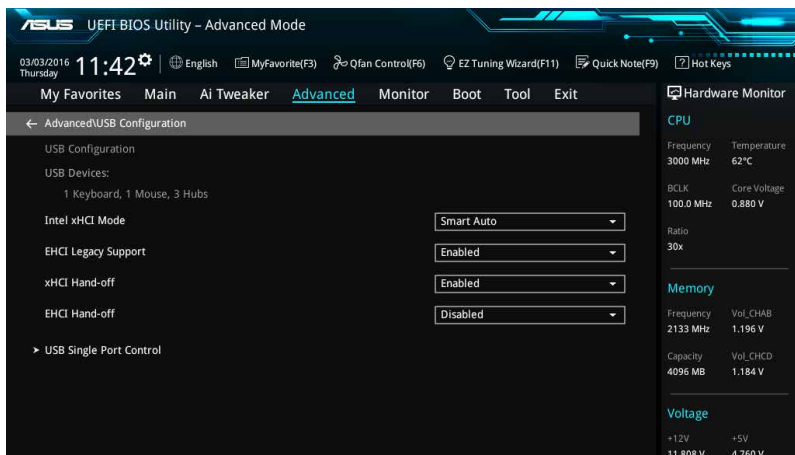 ASUS UEFI BIOS Utility – Advanced Mode
03/03/2016 Thursday 11:42 English MyFavorite(F3) Qfan Control(F6) EZ Tuning Wizard(F11) Quick Note(F9) ? Hot Keys
My Favorites Main Ai Tweaker Advanced Monitor Boot Tool Exit
← Advanced\USB Configuration
USB Configuration
USB Devices:
1 Keyboard, 1 Mouse, 3 Hubs
Intel xHCI Mode Smart Auto
EHCI Legacy Support Enabled
xHCI Hand-off Enabled
EHCI Hand-off Disabled
> USB Single Port Control
Hardware Monitor
CPU
Frequency Temperature
3000 MHz 62°C
BCLK Core Voltage
100.0 MHz 0.880 V
Ratio
30x
Memory
Frequency Vol_CHAB
2133 MHz 1.196 V
Capacity Vol_CHCD
4096 MB 1.184 V
Voltage
+12V +5V
11.808 V 4.760 V